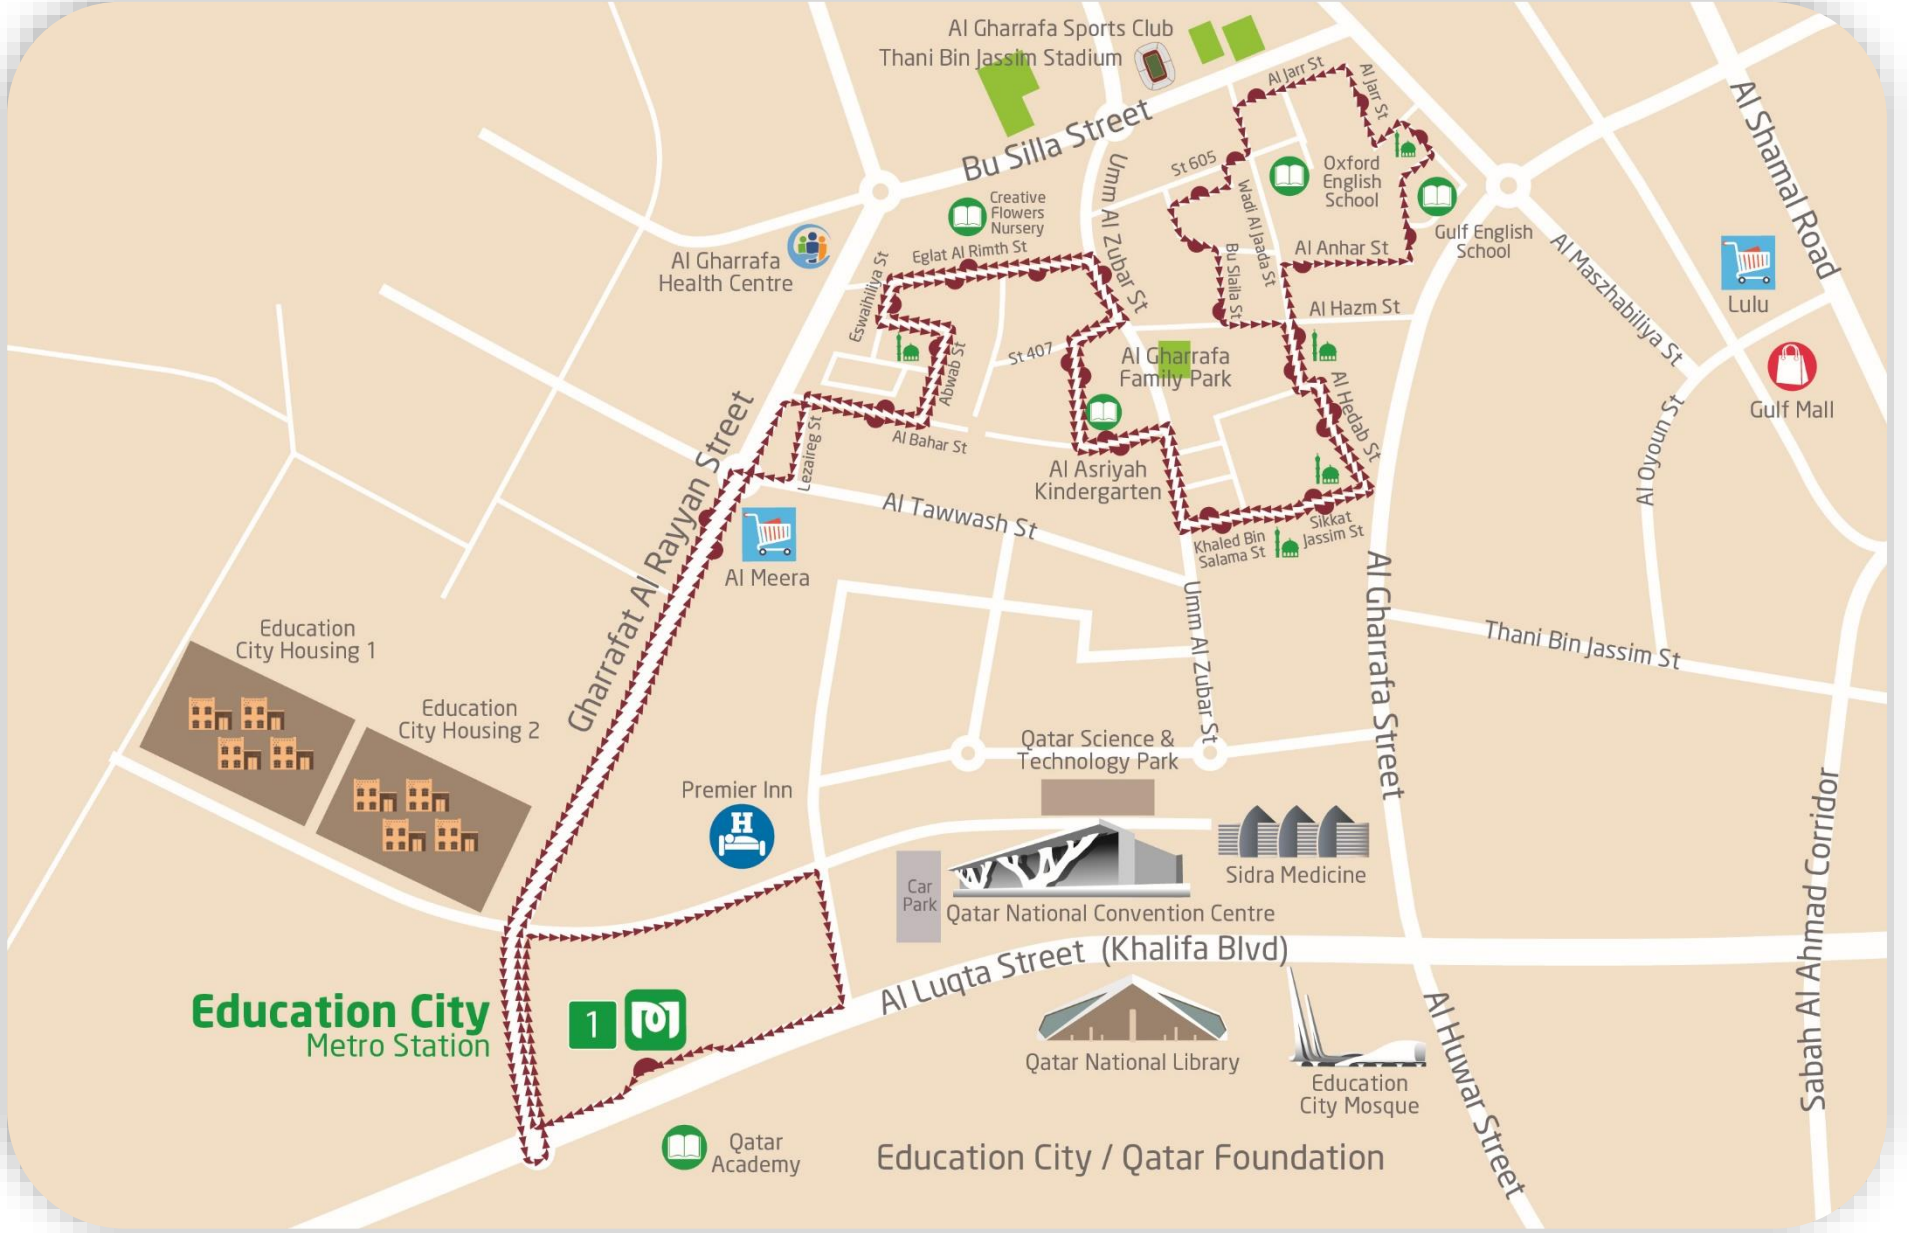 Al Gharrafa Sports Club
Thani Bin Jassim Stadium
Al Jarr St
Al Jarr St
Al Shamal Road
Bu Silla Street
St 605
Umm Al Zubar St
Wadi Al Jaada St
Oxford
English
School
Creative
Flowers
Nursery
Eglat Al Rimth St
Al Gharrafa
Health Centre
Eswaihiliya St
Bu Slaila St
Al Anhar St
Gulf English
School
Al Maszhabiliya St
Lulu
Al Hazm St
St 407
Abwab St
Al Gharrafa
Family Park
Gulf Mall
Al Hedab St
Al Oyoun St
Gharrafat Al Rayyan Street
Lezaireg St
Al Bahar St
Al Asriyah
Kindergarten
Al Tawwash St
Khaled Bin
Salama St
Sikkat
Jassim St
Al Meera
Al Gharrafa Street
Umm Al Zubar St
Thani Bin Jassim St
Education
City Housing 1
Education
City Housing 2
Qatar Science &
Technology Park
Premier Inn
H
Car
Park
Sidra Medicine
Qatar National Convention Centre
Sabah Al Ahmad Corridor
Al Luqta Street (Khalifa Blvd)
Education City
Metro Station
1
Qatar National Library
Al Huwar Street
Education
City Mosque
Qatar
Academy
Education City / Qatar Foundation